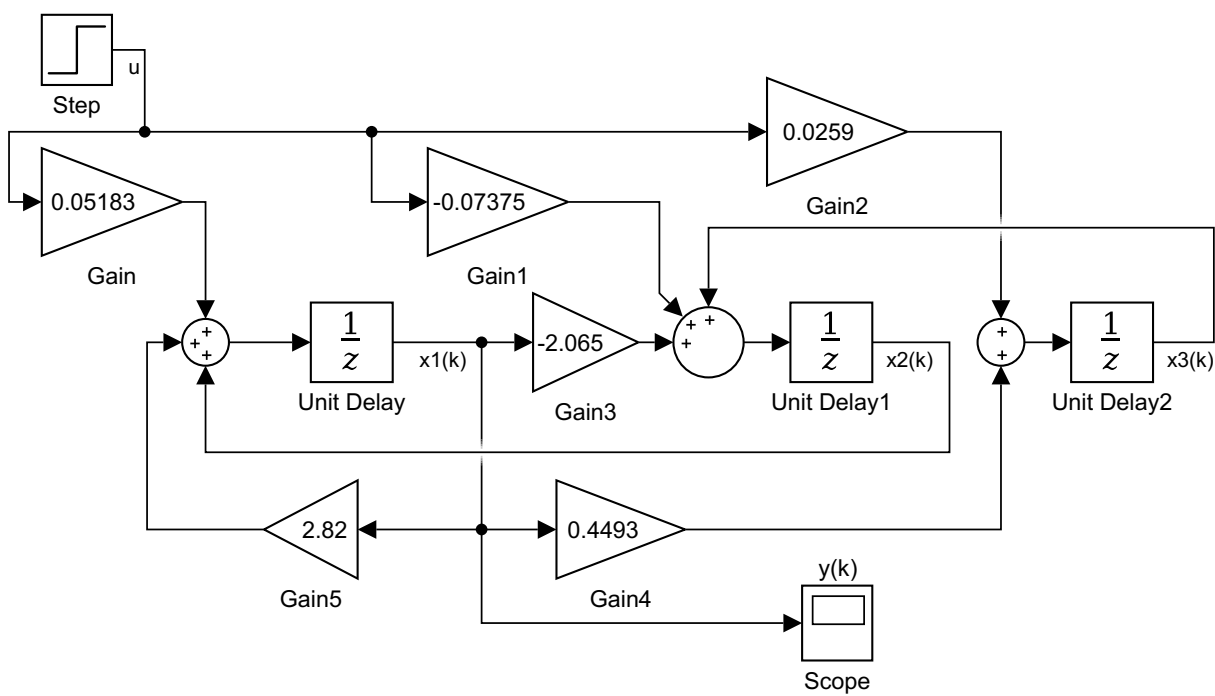 u
Step
0.0259
Gain2
0.05183
Gain
-0.07375
Gain1
+
+
+
1
z
x1(k)
Unit Delay
-2.065
Gain3
+
+
+
1
z
x2(k)
Unit Delay1
+
+
1
z
x3(k)
Unit Delay2
2.82
Gain5
0.4493
Gain4
y(k)
Scope